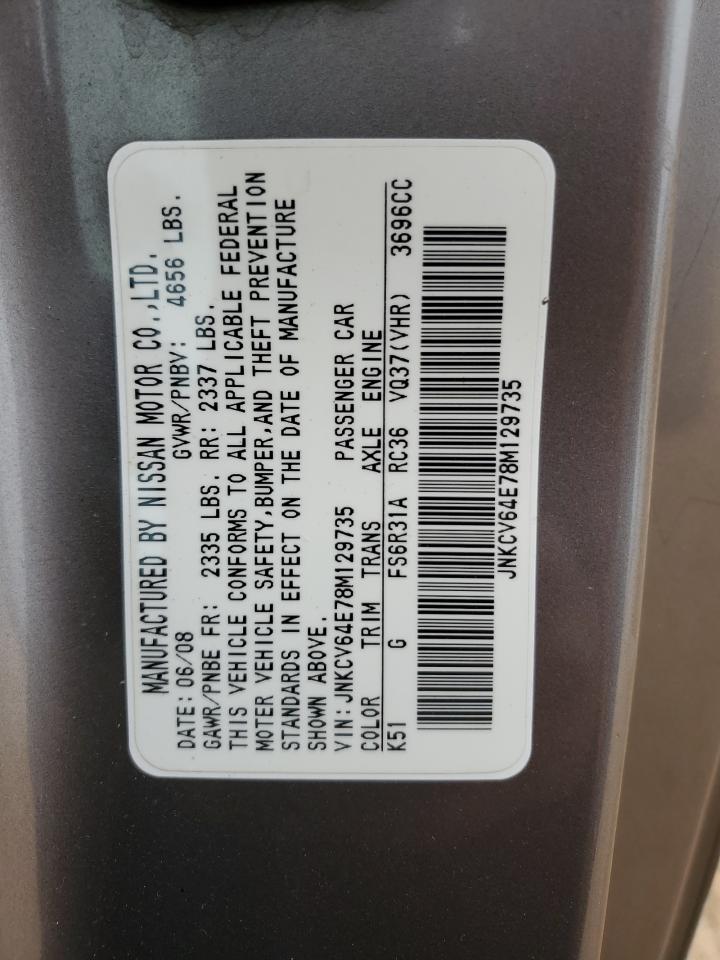 MANUFACTURED BY NISSAN MOTOR CO.,LTD.
DATE: 06/08 GVWR/PNBV: 4656 LBS.
GAWR/PNBE FR: 2335 LBS. RR: 2337 LBS.
THIS VEHICLE CONFORMS TO ALL APPLICABLE FEDERAL
MOTER VEHICLE SAFETY,BUMPER,AND THEFT PREVENTION
STANDARDS IN EFFECT ON THE DATE OF MANUFACTURE
SHOWN ABOVE.
VIN: JNKCV64E78M129735 PASSENGER CAR
COLOR TRIM TRANS AXLE ENGINE
K51 G FS6R31A RC36 VQ37(VHR) 3696CC
JNKCV64E78M129735